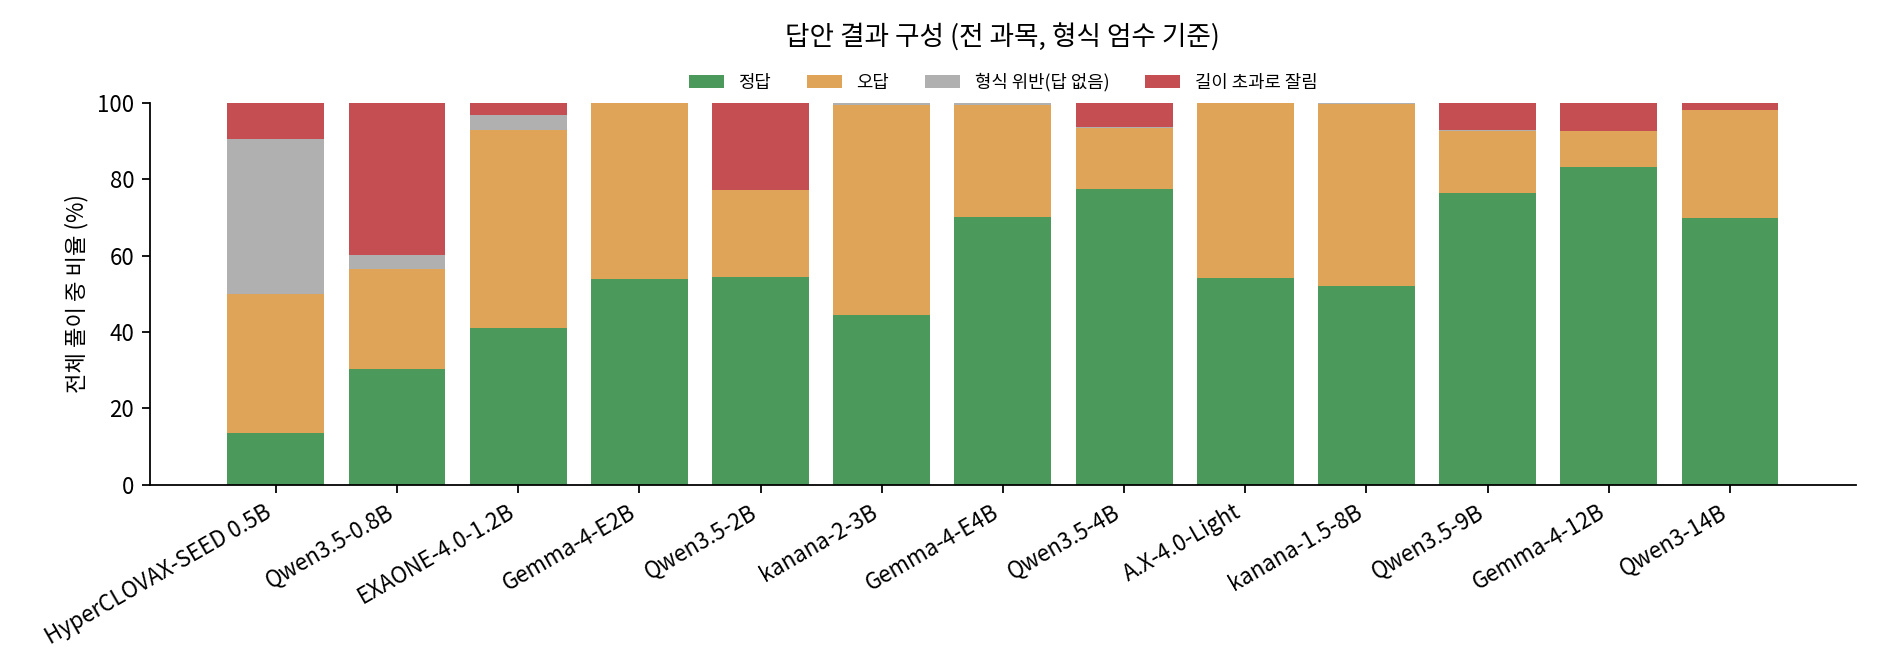 답안 결과 구성 (전 과목, 형식 엄수 기준)
정답 오답 형식 위반(답 없음) 길이 초과로 잘림
전체 풀이 중 비율 (%)
100
80
60
40
20
0
HyperCLOVAX-SEED 0.5B
Qwen3.5-0.8B
EXAONE-4.0-1.2B
Gemma-4-E2B
Qwen3.5-2B
kanana-2-3B
Gemma-4-E4B
Qwen3.5-4B
A.X-4.0-Light
kanana-1.5-8B
Qwen3.5-9B
Gemma-4-12B
Qwen3-14B